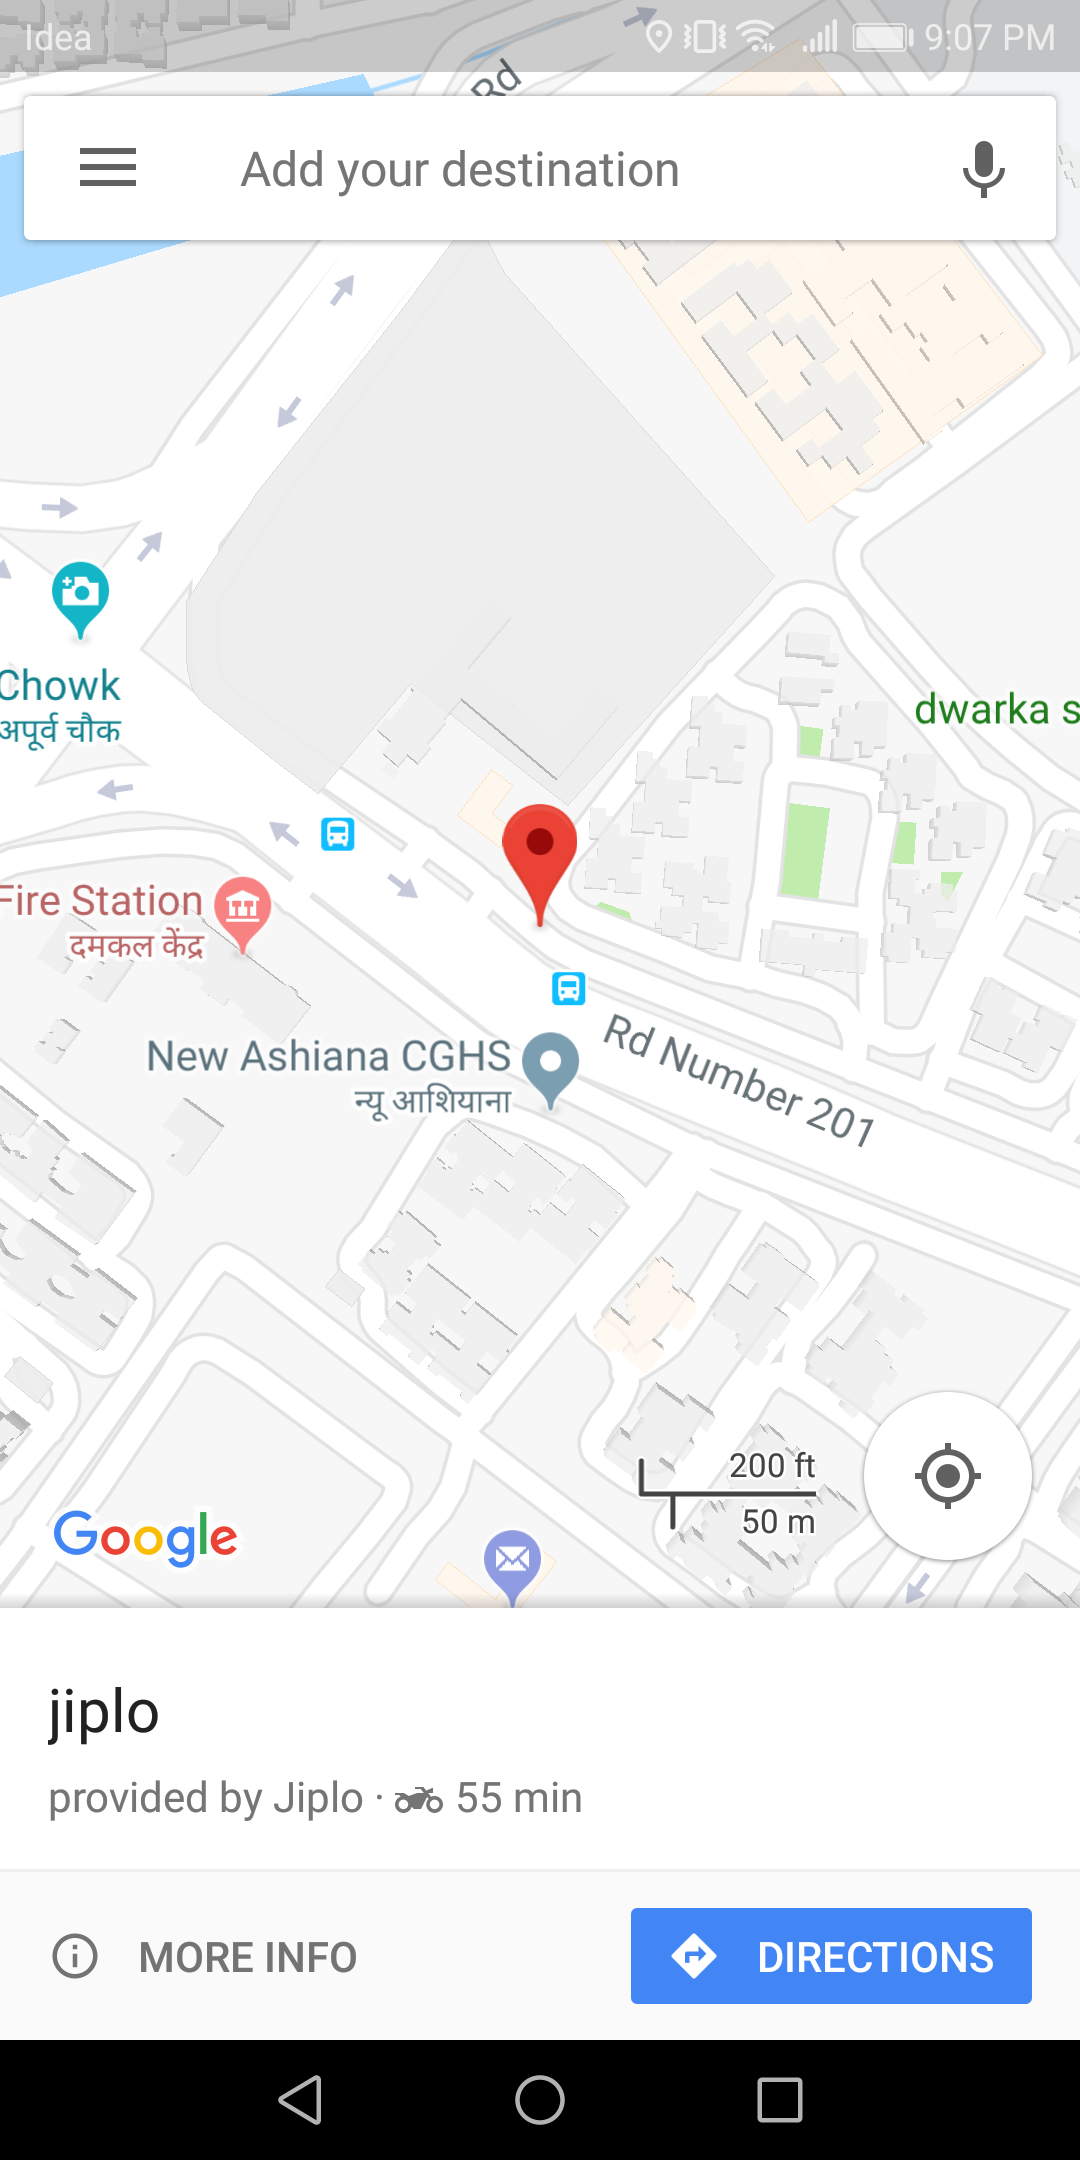 Idea
9:07 PM
Rd
Add your destination
Chowk
अपूर्व चौक
dwarka s
Fire Station
दमकल केंद्र
New Ashiana CGHS
न्यू आशियाना
Rd Number 201
200 ft
50 m
Google
jiplo
provided by Jiplo · 55 min
MORE INFO
DIRECTIONS